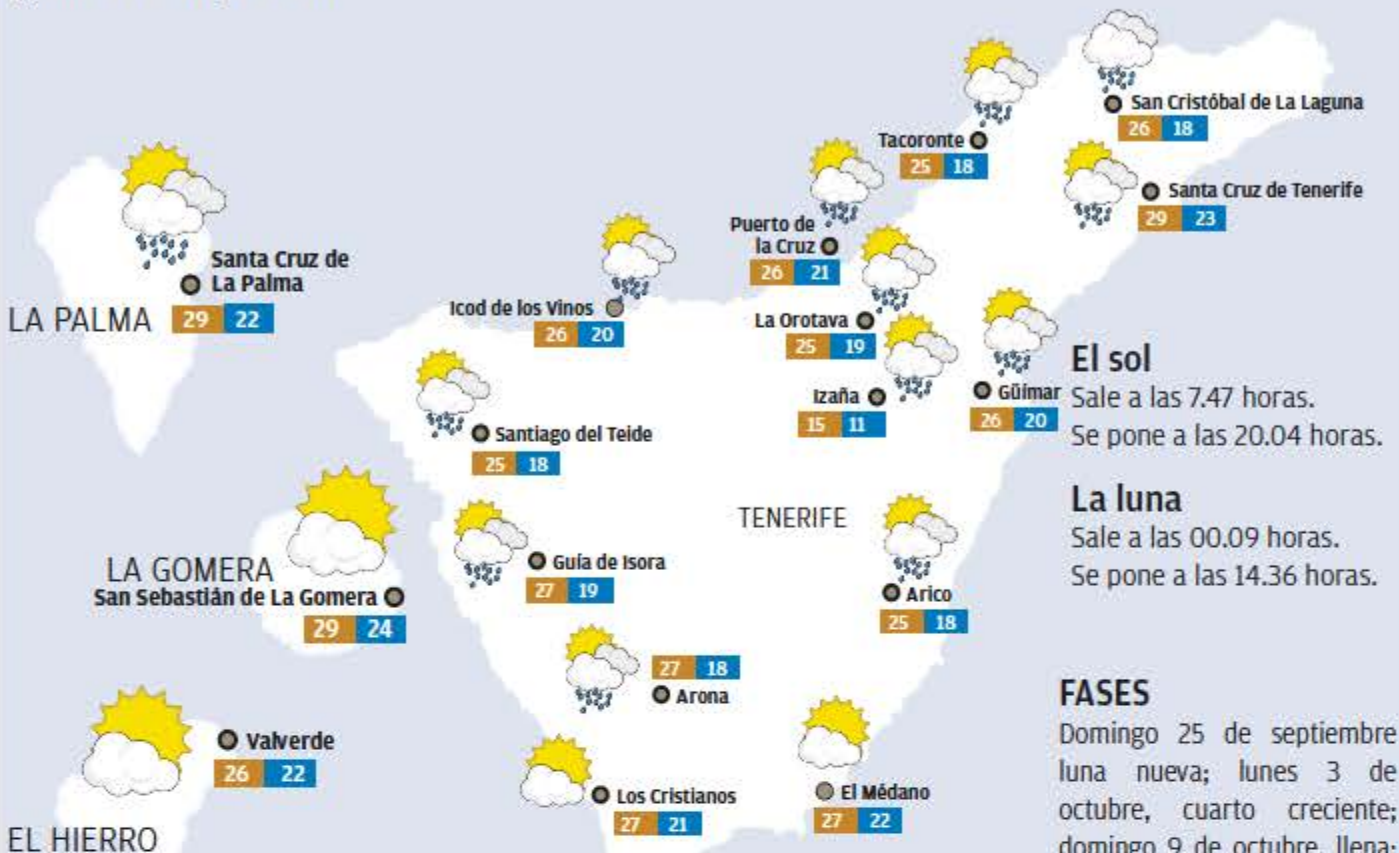 San Cristóbal de La Laguna
26 18
Tacoronte
25 18
Santa Cruz de Tenerife
29 23
Puerto de
la Cruz
26 21
Santa Cruz de
La Palma
LA PALMA 29 22
Icod de los Vinos
26 20
La Orotava
25 19
Izaña
15 11
Güímar
26 20
El sol
Sale a las 7.47 horas.
Se pone a las 20.04 horas.
Santiago del Teide
25 18
La luna
Sale a las 00.09 horas.
Se pone a las 14.36 horas.
TENERIFE
LA GOMERA
San Sebastián de La Gomera
29 24
Guía de Isora
27 19
Arico
25 18
27 18
Arona
Valverde
26 22
EL HIERRO
Los Cristianos
27 21
El Médano
27 22
FASES
Domingo 25 de septiembre
luna nueva; lunes 3 de
octubre, cuarto creciente;
domingo 9 de octubre, llena;